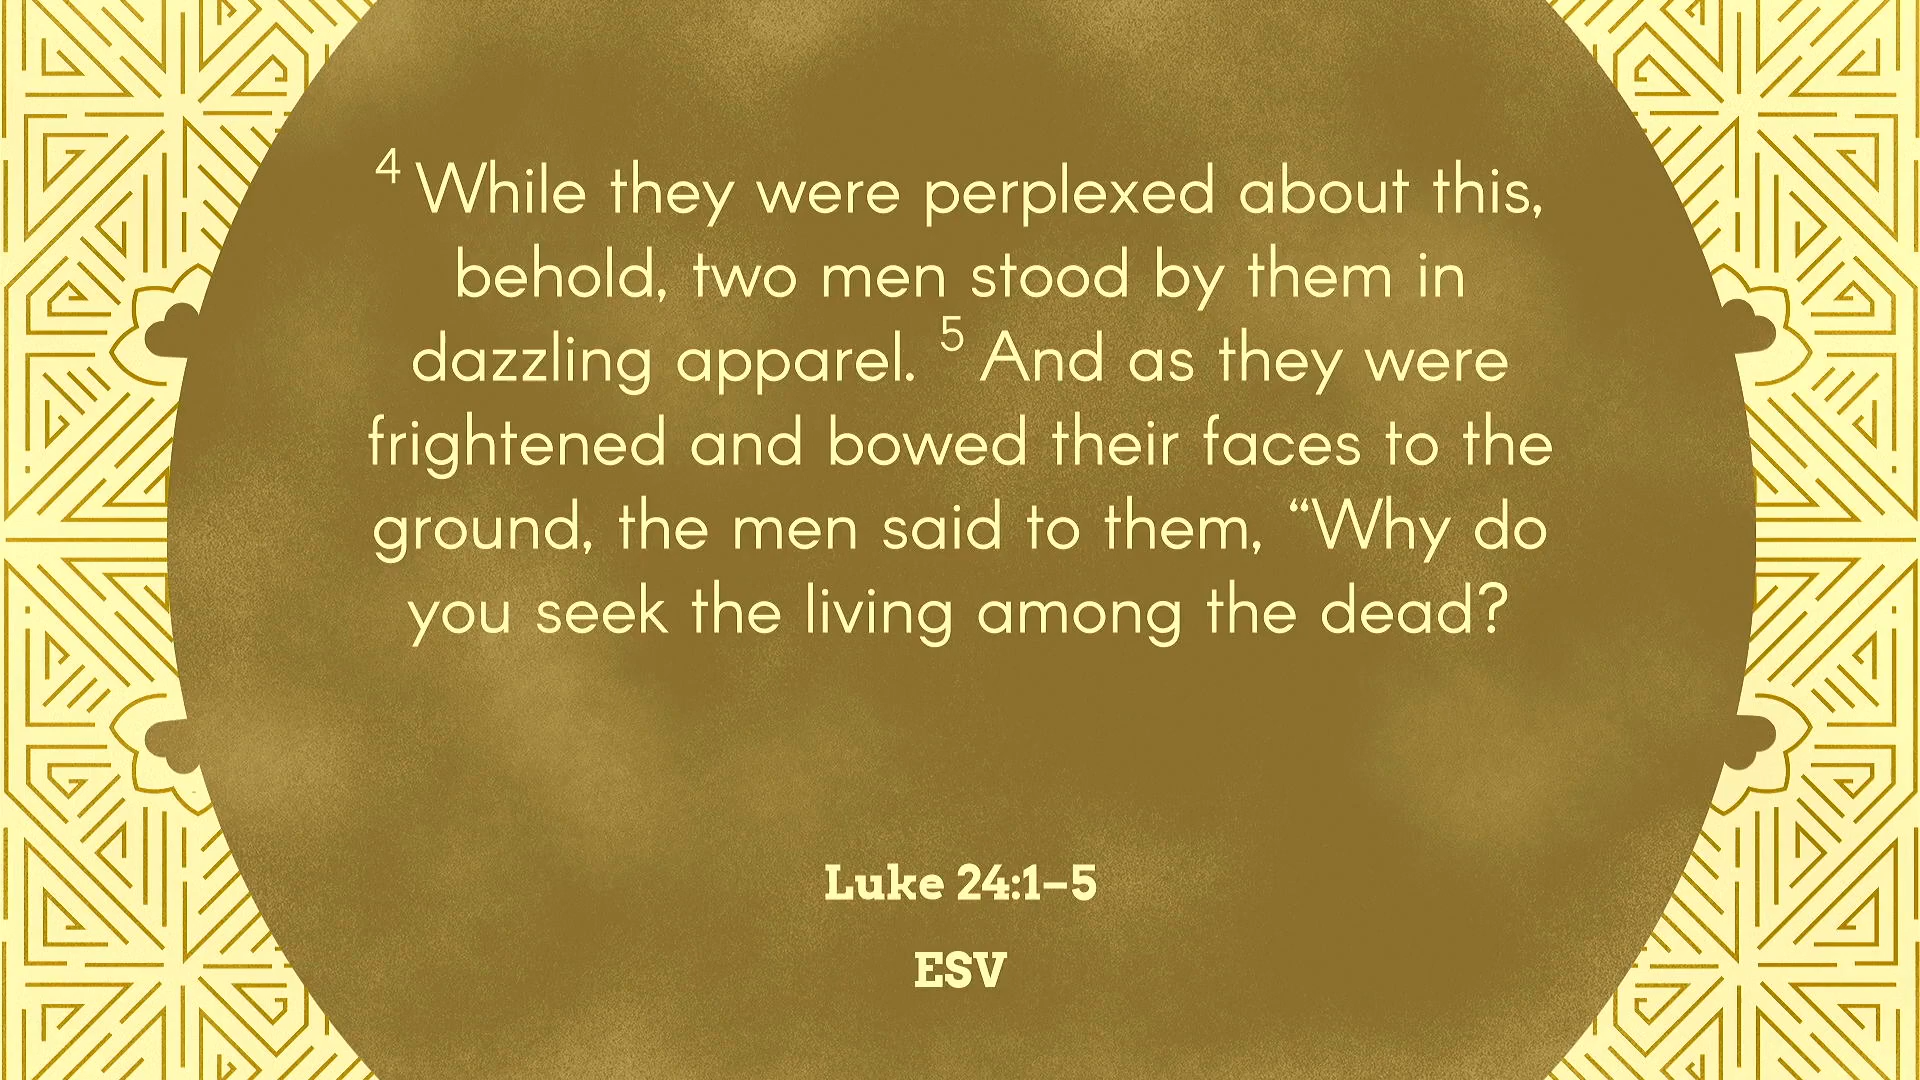 4 While they were perplexed about this,
behold, two men stood by them in
dazzling apparel. 5 And as they were
frightened and bowed their faces to the
ground, the men said to them, “Why do
you seek the living among the dead?
Luke 24:1–5
ESV